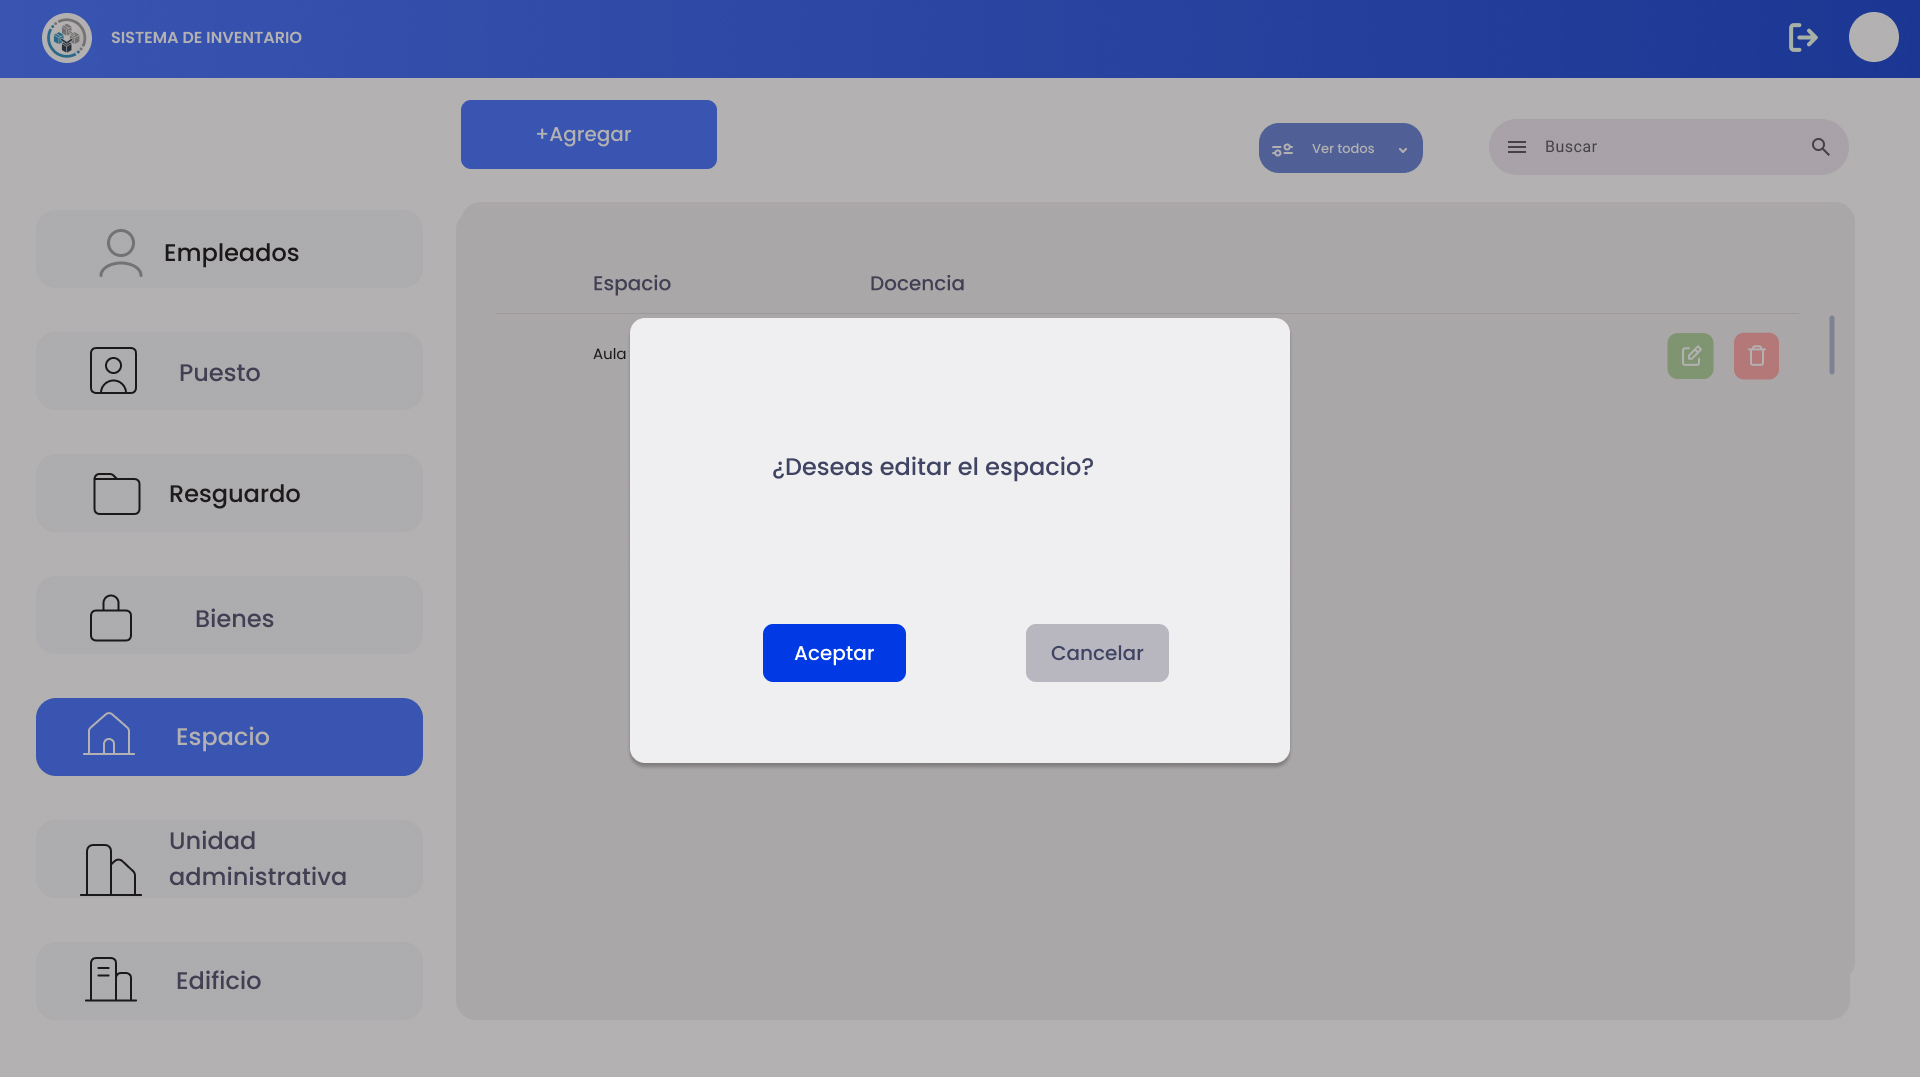 SISTEMA DE INVENTARIO
+Agregar
Ver todos
Buscar
Empleados
Puesto
Resguardo
Bienes
Espacio
Unidad
administrativa
Edificio
Espacio Docencia
Aula
¿Deseas editar el espacio?
Aceptar Cancelar